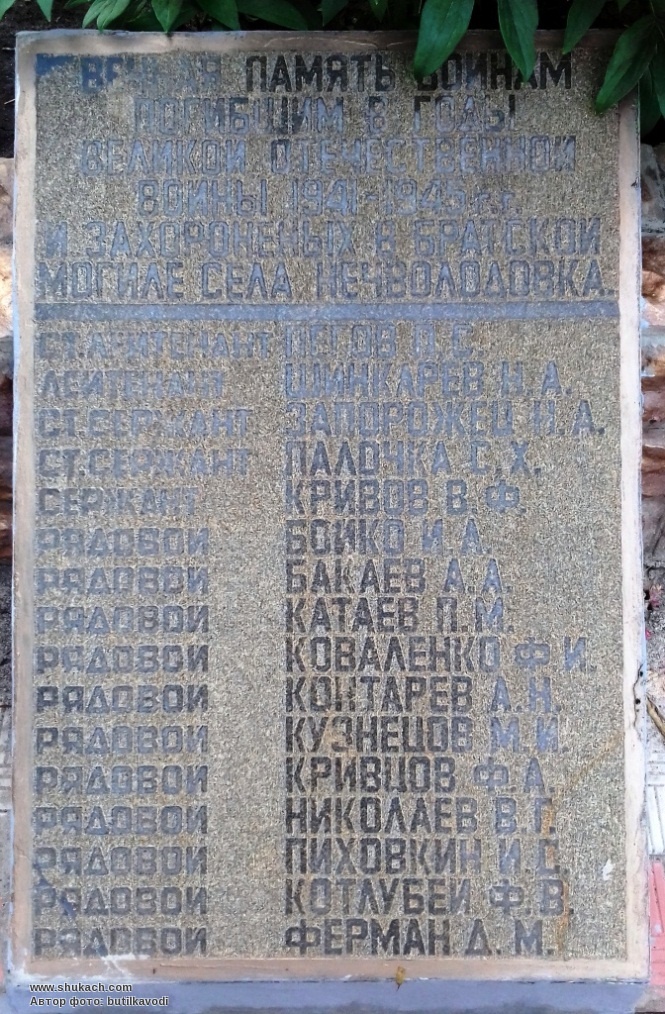 ВЕЧНАЯ ПАМЯТЬ ВОИНАМ
ПОГИБШИМ В ГОДЫ
ВЕЛИКОЙ ОТЕЧЕСТВЕННОЙ
ВОЙНЫ 1941-1945 г.г.
И ЗАХОРОНЕНЫХ В БРАТСКОЙ
МОГИЛЕ СЕЛА НЕЧВОЛОДОВКА.
СТ.ЛЕЙТЕНАНТ ПЕГОВ П.С.
ЛЕЙТЕНАНТ ШИНКАРЕВ Н.А.
СТ.СЕРЖАНТ ЗАПОРОЖЕЦ Н.А.
СТ.СЕРЖАНТ ПАЛОЧКА С.Х.
СЕРЖАНТ КРИВОВ В.Ф.
РЯДОВОЙ БОЙКО И.А.
РЯДОВОЙ БАКАЕВ А.А.
РЯДОВОЙ КАТАЕВ П.М.
РЯДОВОЙ КОВАЛЕНКО Ф.И.
РЯДОВОЙ КОНТАРЕВ А.Н.
РЯДОВОЙ КУЗНЕЦОВ М.И.
РЯДОВОЙ КРИВЦОВ Ф.А.
РЯДОВОЙ НИКОЛАЕВ В.Г.
РЯДОВОЙ ПИХОВКИН И.С.
РЯДОВОЙ КОТЛУБЕЙ Ф.В.
РЯДОВОЙ ФЕРМАН Д.М.
www.shukach.com
Автор фото: butilkavodi